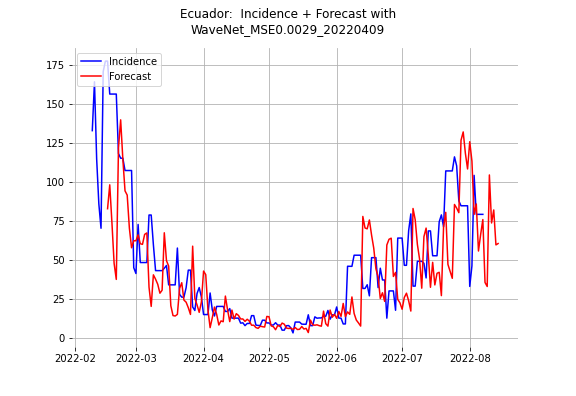 Ecuador:  Incidence + Forecast with
WaveNet_MSE0.0029_20220409
Incidence
Forecast
175
150
125
100
75
50
25
0
2022-02 2022-03 2022-04 2022-05 2022-06 2022-07 2022-08